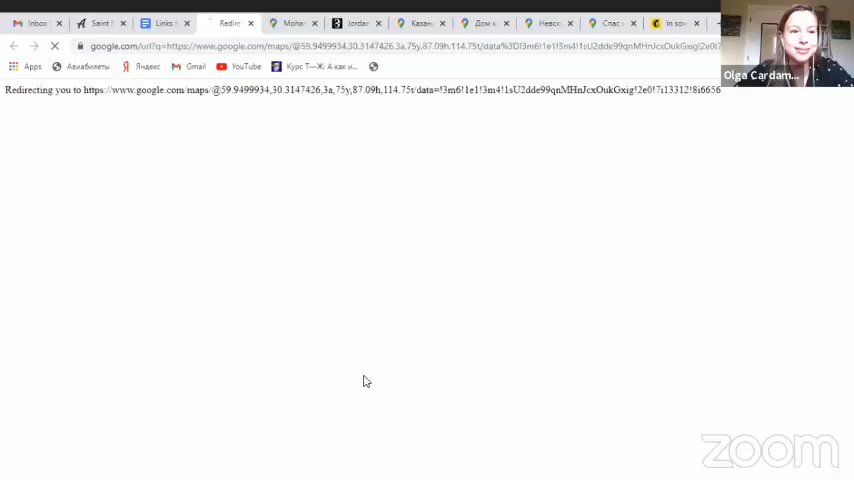 Inbox
Saint
Links
Redire
Mohan
Jordan
Казанс
Дом к
Невск
Спас
In sov
google.com/url?q=https://www.google.com/maps/@59.9499934,30.3147426,3a,75y,87.09h,114.75t/data%3D!3m6!1e1!3m4!1sU2dde99qnMHnJcxOukGxig!2e0!7
Apps
Авиабилеты
Яндекс
Gmail
YouTube
Курс Т—Ж: А как и...
Redirecting you to https://www.google.com/maps/@59.9499934,30.3147426,3a,75y,87.09h,114.75t/data=!3m6!1e1!3m4!1sU2dde99qnMHnJcxOukGxig!2e0!7i13312!8i6656
Olga Cardam...
zoom